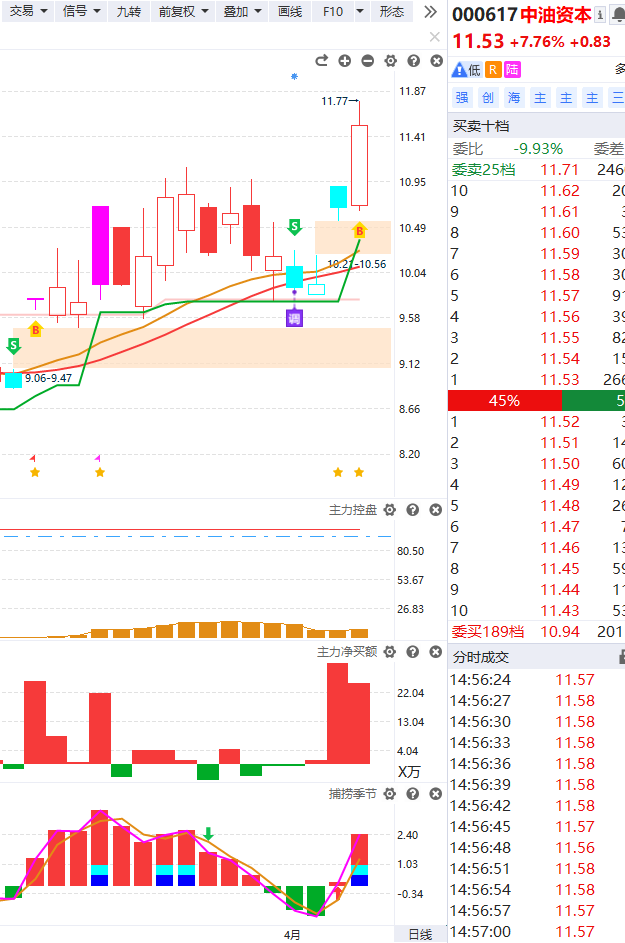 交易 信号 九转 前复权 叠加 画线 F10 形态
000617 中油资本
11.53 +7.76% +0.83
低 R 陆
强 创 海 主 主 主 三
买卖十档
委比 -9.93% 委差
委卖25档 11.71 246
10 11.62 20
9 11.61 3
8 11.60 53
7 11.59 30
6 11.58 30
5 11.57 91
4 11.56 39
3 11.55 82
2 11.54 15
1 11.53 266
45% 5
1 11.52 3
2 11.51 14
3 11.50 60
4 11.49 12
5 11.48 26
6 11.47 7
7 11.46 13
8 11.45 59
9 11.44 11
10 11.43 53
委买189档 10.94 201
分时成交
14:56:24 11.57
14:56:27 11.58
14:56:30 11.58
14:56:33 11.58
14:56:36 11.58
14:56:39 11.58
14:56:42 11.58
14:56:45 11.57
14:56:48 11.56
14:56:51 11.58
14:56:54 11.58
14:56:57 11.57
14:57:00 11.57
11.77
11.87
11.41
10.95
10.49
10.04
9.58
9.12
8.66
8.20
S
B
10.21-10.56
调
B
S
9.06-9.47
主力控盘
80.50
53.67
26.83
主力净买额
22.04
13.04
4.04
X万
捕捞季节
2.40
1.03
-0.34
4月 日线